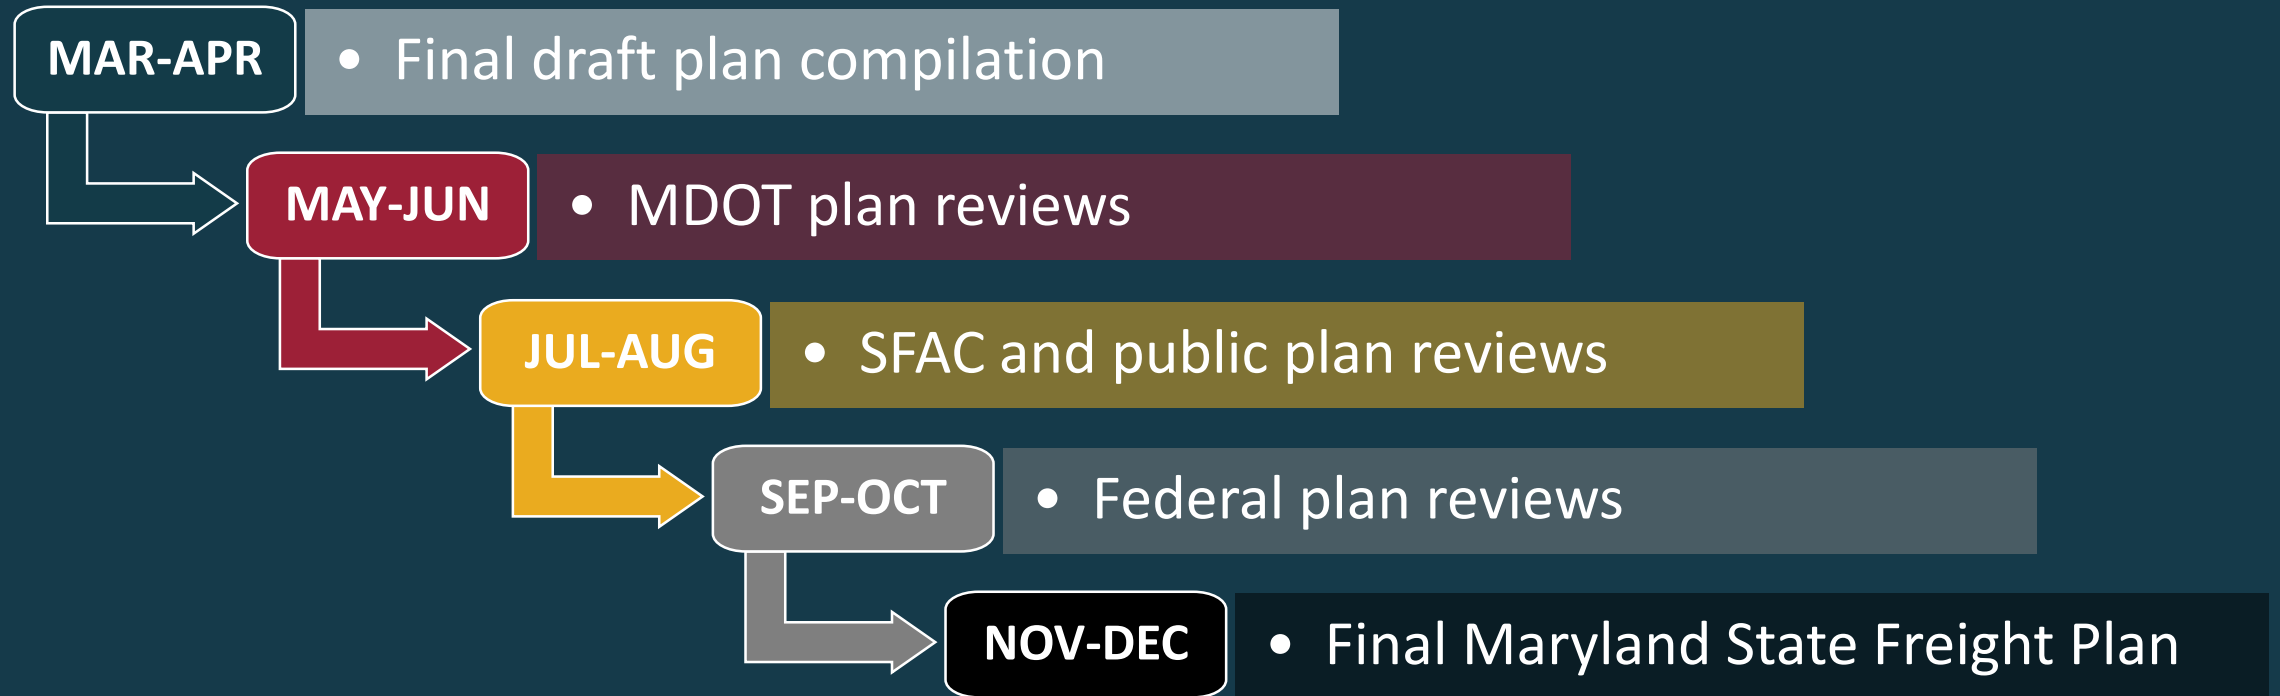 MAR-APR
• Final draft plan compilation
MAY-JUN
• MDOT plan reviews
JUL-AUG
• SFAC and public plan reviews
SEP-OCT
• Federal plan reviews
NOV-DEC
• Final Maryland State Freight Plan